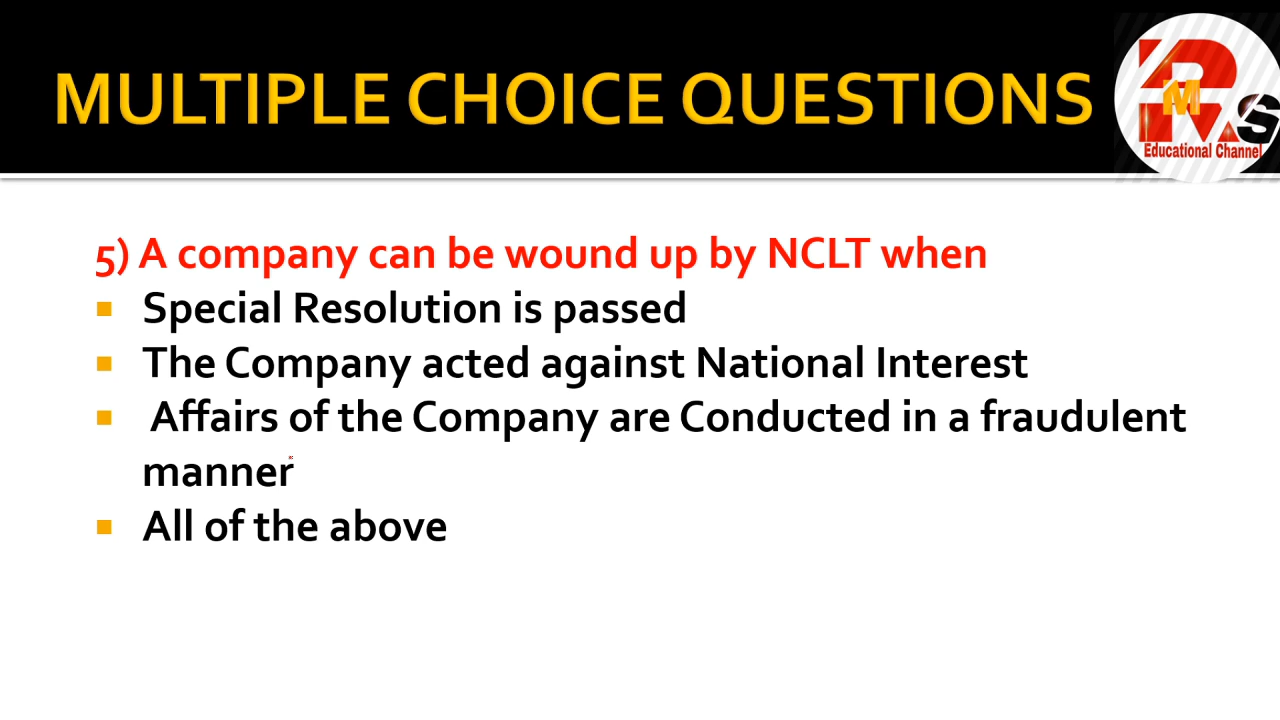 MULTIPLE CHOICE QUESTIONS
R
M
M.S
Educational Channel
5) A company can be wound up by NCLT when
Special Resolution is passed
The Company acted against National Interest
Affairs of the Company are Conducted in a fraudulent
manner
All of the above